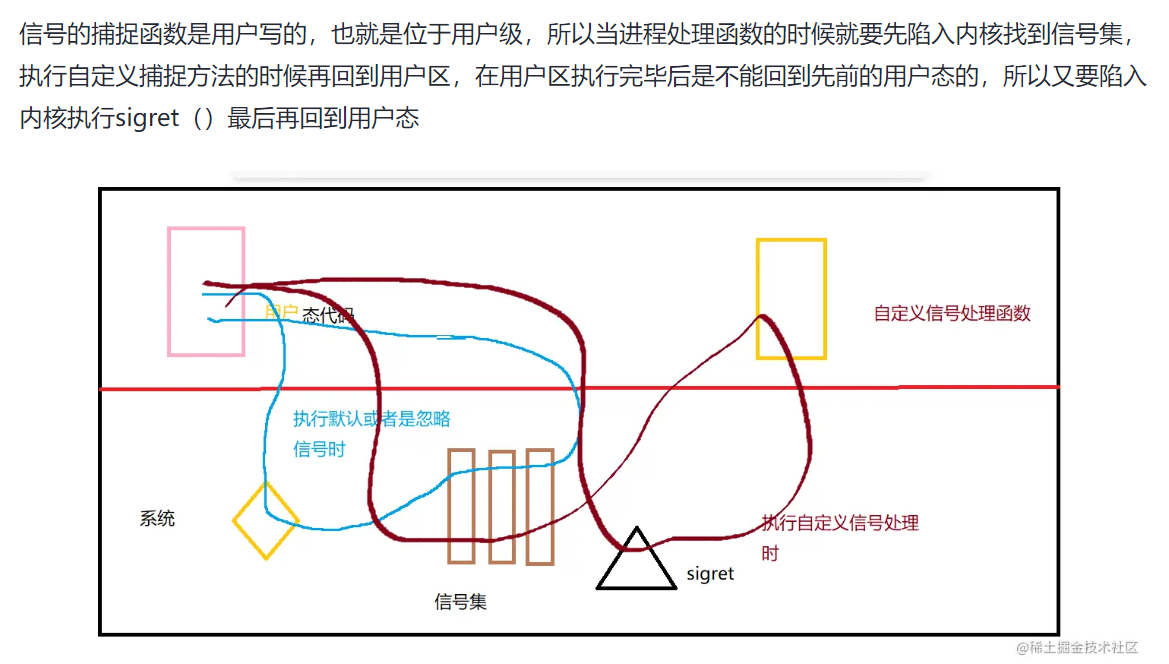 信号的捕捉函数是用户写的，也就是位于用户级，所以当进程处理函数的时候就要先陷入内核找到信号集，
执行自定义捕捉方法的时候再回到用户区，在用户区执行完毕后是不能回到先前的用户态的，所以又要陷入
内核执行sigret（）最后再回到用户态
用户态代码
自定义信号处理函数
执行默认或者是忽略
信号时
系统
执行自定义信号处理
时
sigret
信号集
@稀土掘金技术社区